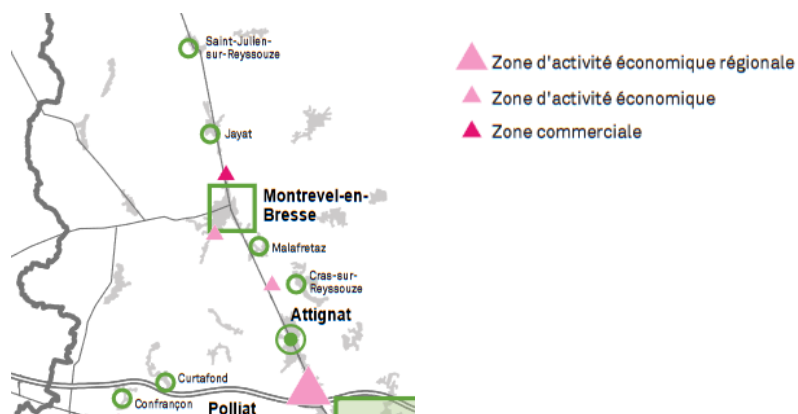 Saint-Julien-
sur-Reyssouze
Jayat
Montrevel-en-
Bresse
Malafretaz
Cras-sur-
Reyssouze
Attignat
Curtafond
Confrançon
Polliat
Zone d'activité économique régionale
Zone d'activité économique
Zone commerciale